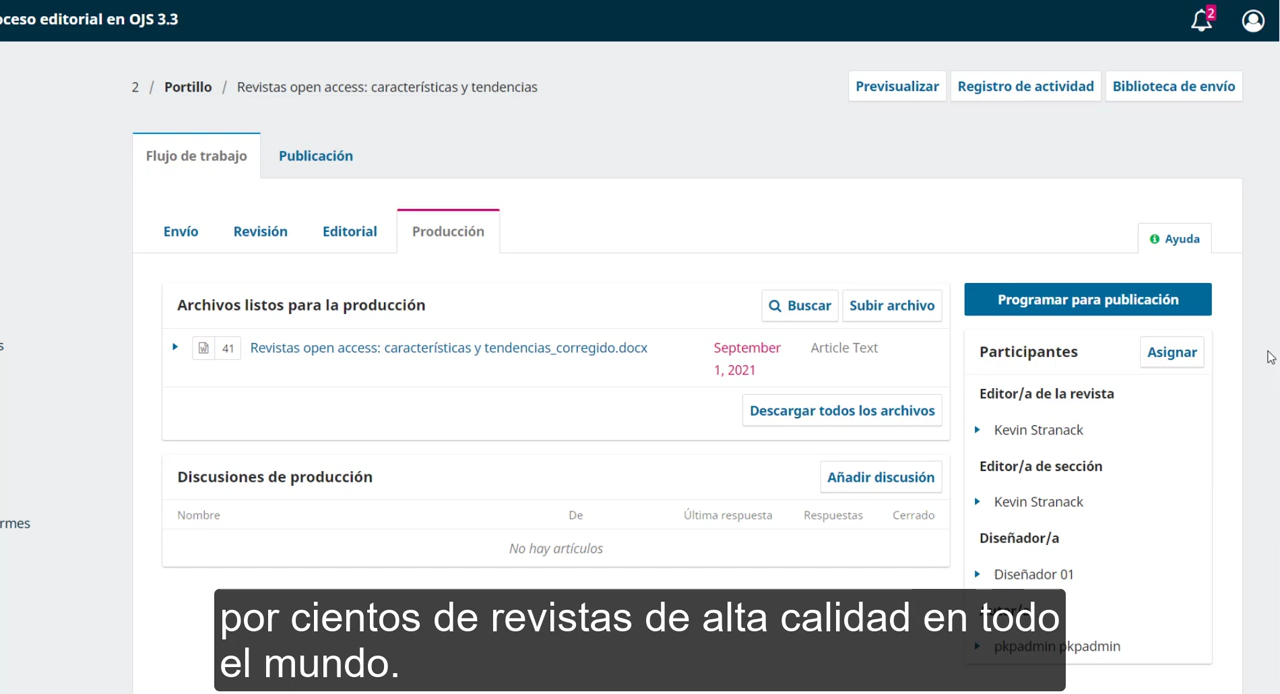 oceso editorial en OJS 3.3
2
2 / Portillo / Revistas open access: características y tendencias
Previsualizar
Registro de actividad
Biblioteca de envío
Flujo de trabajo
Publicación
Envío
Revisión
Editorial
Producción
Ayuda
Archivos listos para la producción
Buscar
Subir archivo
41
Revistas open access: características y tendencias_corregido.docx
September
1, 2021
Article Text
Descargar todos los archivos
Discusiones de producción
Añadir discusión
Nombre
De
Última respuesta
Respuestas
Cerrado
No hay artículos
Programar para publicación
Participantes
Asignar
Editor/a de la revista
Kevin Stranack
Editor/a de sección
Kevin Stranack
Diseñador/a
Diseñador 01
pkpadmin pkpadmin
s
rmes
por cientos de revistas de alta calidad en todo
el mundo.